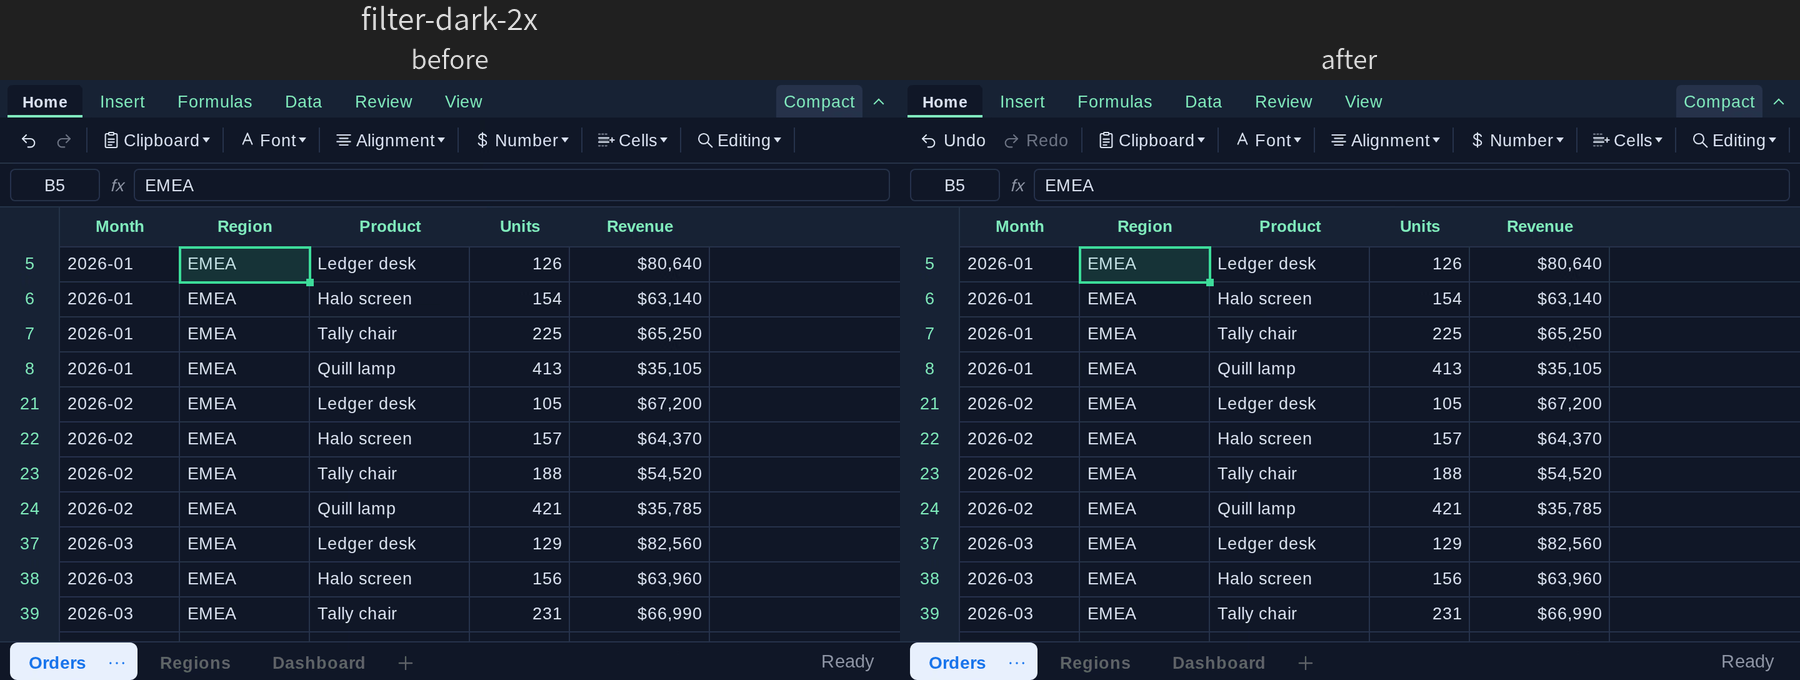 filter-dark-2x
before after
Home Insert Formulas Data Review View Compact Home Insert Formulas Data Review View Compact
Clipboard Font Alignment $ Number Cells Editing Undo Redo Clipboard Font Alignment $ Number Cells Editing
B5 fx EMEA B5 fx EMEA
Month Region Product Units Revenue Month Region Product Units Revenue
5 2026-01 EMEA Ledger desk 126 $80,640 5 2026-01 EMEA Ledger desk 126 $80,640
6 2026-01 EMEA Halo screen 154 $63,140 6 2026-01 EMEA Halo screen 154 $63,140
7 2026-01 EMEA Tally chair 225 $65,250 7 2026-01 EMEA Tally chair 225 $65,250
8 2026-01 EMEA Quill lamp 413 $35,105 8 2026-01 EMEA Quill lamp 413 $35,105
21 2026-02 EMEA Ledger desk 105 $67,200 21 2026-02 EMEA Ledger desk 105 $67,200
22 2026-02 EMEA Halo screen 157 $64,370 22 2026-02 EMEA Halo screen 157 $64,370
23 2026-02 EMEA Tally chair 188 $54,520 23 2026-02 EMEA Tally chair 188 $54,520
24 2026-02 EMEA Quill lamp 421 $35,785 24 2026-02 EMEA Quill lamp 421 $35,785
37 2026-03 EMEA Ledger desk 129 $82,560 37 2026-03 EMEA Ledger desk 129 $82,560
38 2026-03 EMEA Halo screen 156 $63,960 38 2026-03 EMEA Halo screen 156 $63,960
39 2026-03 EMEA Tally chair 231 $66,990 39 2026-03 EMEA Tally chair 231 $66,990
Orders ... Regions Dashboard + Ready Orders ... Regions Dashboard + Ready